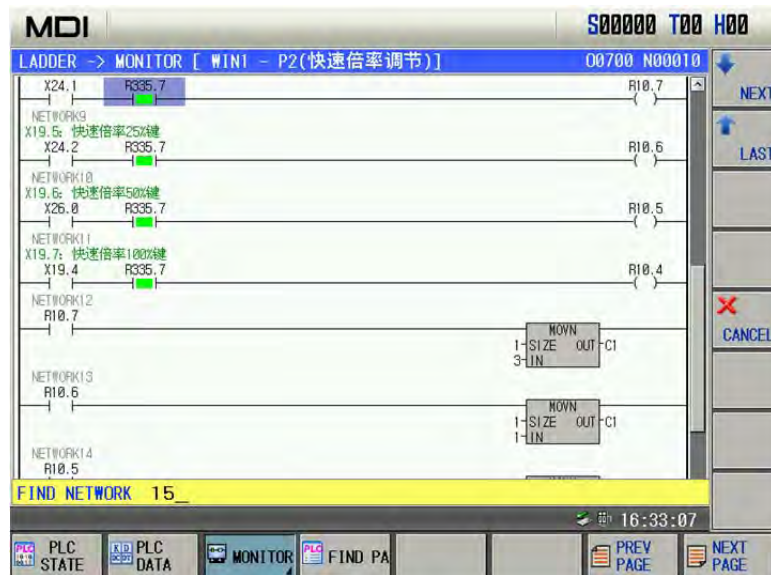 MDI S00000 T00 H00
LADDER -> MONITOR [ WIN1 - P2(快速倍率调节)] O0700 N00010
X24.1 R335.7 R10.7
NETWORK9
X19.5: 快速倍率25%键
X24.2 R335.7 R10.6
NETWORK10
X19.6: 快速倍率50%键
X26.0 R335.7 R10.5
NETWORK11
X19.7: 快速倍率100%键
X19.4 R335.7 R10.4
NETWORK12
R10.7
MOVN
1 SIZE OUT C1
3 IN
NETWORK13
R10.6
MOVN
1 SIZE OUT C1
1 IN
NETWORK14
R10.5
FIND NETWORK 15_
16:33:07
NEXT
LAST
CANCEL
PLC STATE
PLC DATA
MONITOR
FIND PA
PREV PAGE
NEXT PAGE